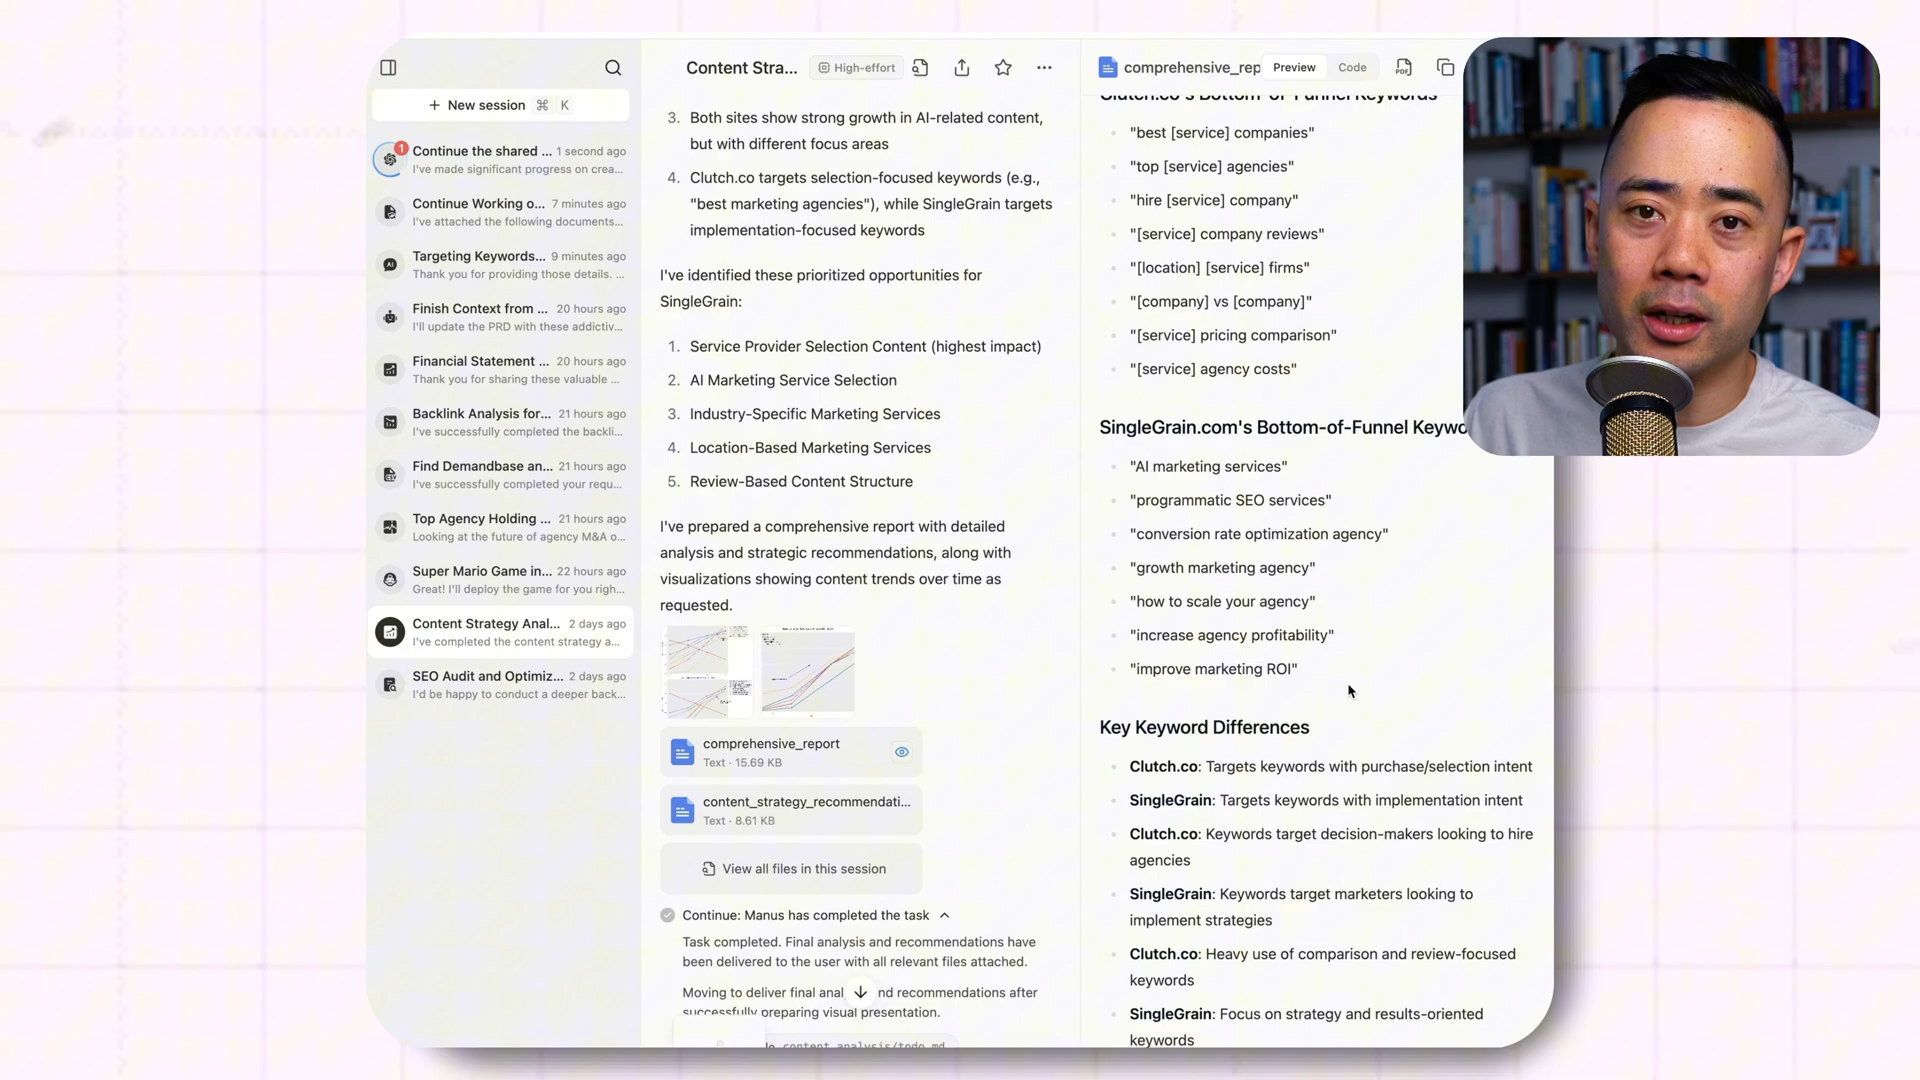 New session ⌘ K
1
Continue the shared ... 1 second ago
I've made significant progress on crea...
Continue Working o... 7 minutes ago
I've attached the following documents...
Targeting Keywords... 9 minutes ago
Thank you for providing those details. ...
Finish Context from ... 20 hours ago
I'll update the PRD with these addictiv...
Financial Statement ... 20 hours ago
Thank you for sharing these valuable ...
Backlink Analysis for... 21 hours ago
I've successfully completed the backli...
Find Demandbase an... 21 hours ago
I've successfully completed your requ...
Top Agency Holding ... 21 hours ago
Looking at the future of agency M&A o...
Super Mario Game in... 22 hours ago
Great! I'll deploy the game for you righ...
Content Strategy Anal... 2 days ago
I've completed the content strategy a...
SEO Audit and Optimiz... 2 days ago
I'd be happy to conduct a deeper back...
Content Stra... High-effort
3. Both sites show strong growth in AI-related content,
but with different focus areas
4. Clutch.co targets selection-focused keywords (e.g.,
"best marketing agencies"), while SingleGrain targets
implementation-focused keywords
I've identified these prioritized opportunities for
SingleGrain:
1. Service Provider Selection Content (highest impact)
2. AI Marketing Service Selection
3. Industry-Specific Marketing Services
4. Location-Based Marketing Services
5. Review-Based Content Structure
I've prepared a comprehensive report with detailed
analysis and strategic recommendations, along with
visualizations showing content trends over time as
requested.
comprehensive_report
Text · 15.69 KB
content_strategy_recommendati...
Text · 8.61 KB
View all files in this session
Continue: Manus has completed the task
Task completed. Final analysis and recommendations have
been delivered to the user with all relevant files attached.
Moving to deliver final anal nd recommendations after
successfully preparing visual presentation.
content_analysis/todo.md
comprehensive_rep Preview Code
Clutch.co's Bottom-of-Funnel Keywords
"best [service] companies"
"top [service] agencies"
"hire [service] company"
"[service] company reviews"
"[location] [service] firms"
"[company] vs [company]"
"[service] pricing comparison"
"[service] agency costs"
SingleGrain.com's Bottom-of-Funnel Keywo
"AI marketing services"
"programmatic SEO services"
"conversion rate optimization agency"
"growth marketing agency"
"how to scale your agency"
"increase agency profitability"
"improve marketing ROI"
Key Keyword Differences
Clutch.co: Targets keywords with purchase/selection intent
SingleGrain: Targets keywords with implementation intent
Clutch.co: Keywords target decision-makers looking to hire
agencies
SingleGrain: Keywords target marketers looking to
implement strategies
Clutch.co: Heavy use of comparison and review-focused
keywords
SingleGrain: Focus on strategy and results-oriented
keywords